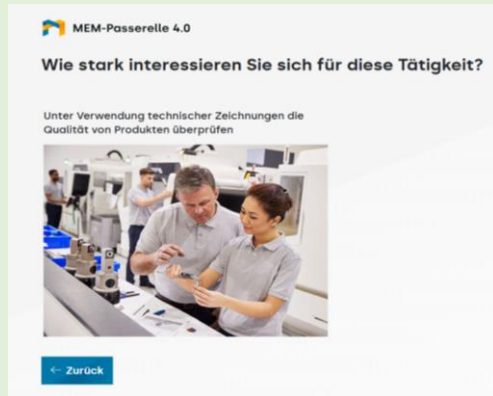 MEM-Passerelle 4.0
Wie stark interessieren Sie sich für diese Tätigkeit?
Unter Verwendung technischer Zeichnungen die
Qualität von Produkten überprüfen
← Zurück